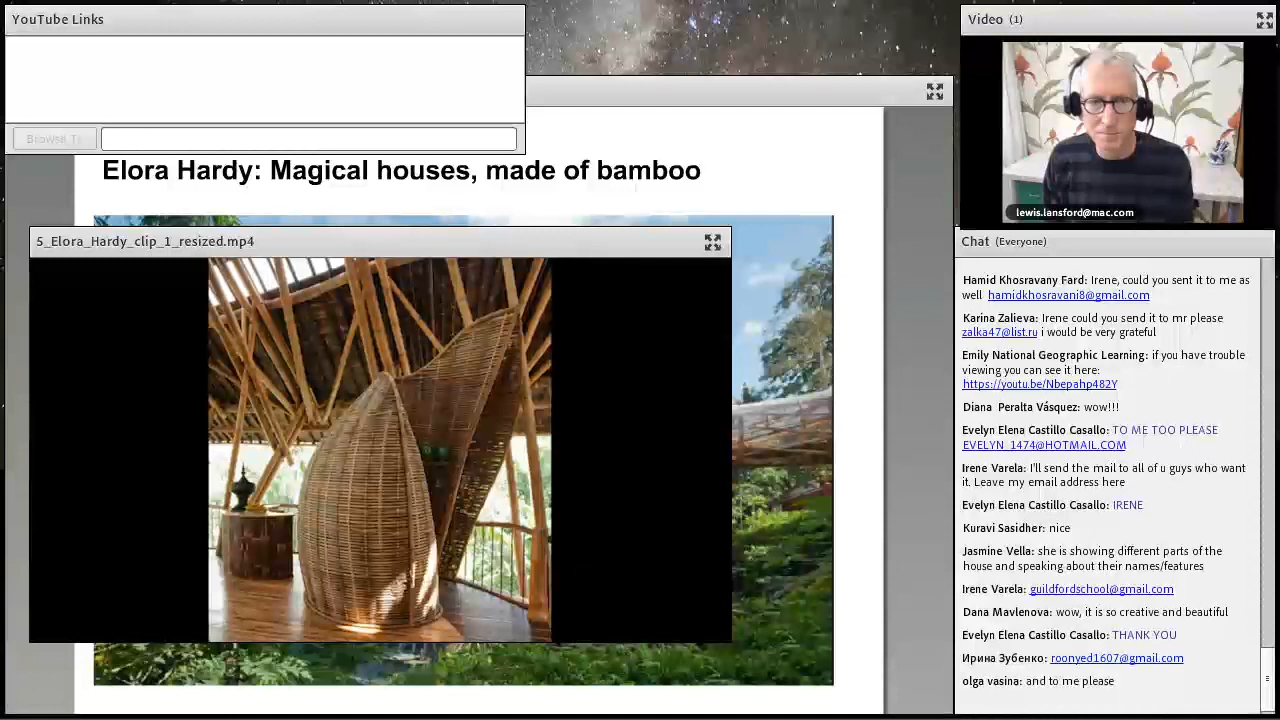 YouTube Links
Browse To
Elora Hardy: Magical houses, made of bamboo
5_Elora_Hardy_clip_1_resized.mp4
Video (1)
lewis.lansford@mac.com
Chat (Everyone)
Hamid Khosravany Fard: Irene, could you sent it to me as
well hamidkhosravani8@gmail.com
Karina Zalieva: Irene could you send it to mr please
zalka47@list.ru i would be very grateful
Emily National Geographic Learning: if you have trouble
viewing you can see it here:
https://youtu.be/Nbepahp482Y
Diana Peralta Vásquez: wow!!!
Evelyn Elena Castillo Casallo: TO ME TOO PLEASE
EVELYN_1474@HOTMAIL.COM
Irene Varela: I'll send the mail to all of u guys who want
it. Leave my email address here
Evelyn Elena Castillo Casallo: IRENE
Kuravi Sasidher: nice
Jasmine Vella: she is showing different parts of the
house and speaking about their names/features
Irene Varela: guildfordschool@gmail.com
Dana Mavlenova: wow, it is so creative and beautiful
Evelyn Elena Castillo Casallo: THANK YOU
Ирина Зубенко: roonyed1607@gmail.com
olga vasina: and to me please